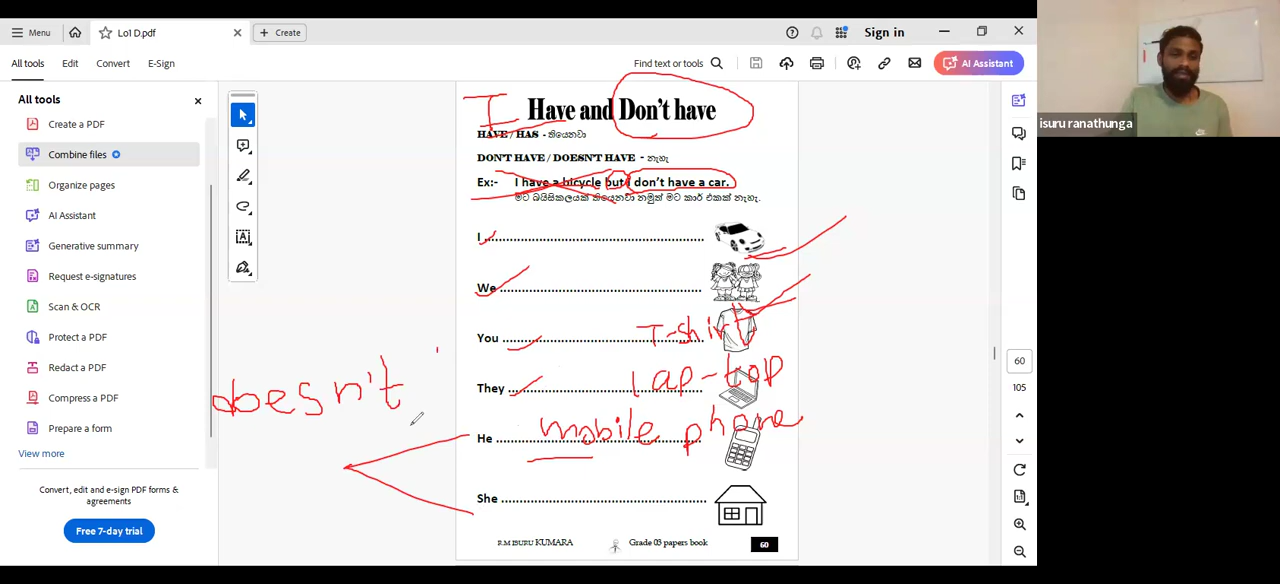 Menu
Lo1 D.pdf
Create
Sign in
All tools
Edit
Convert
E-Sign
Find text or tools
AI Assistant
All tools
Create a PDF
Combine files
Organize pages
AI Assistant
Generative summary
Request e-signatures
Scan & OCR
Protect a PDF
Redact a PDF
Compress a PDF
Prepare a form
View more
Convert, edit and e-sign PDF forms &
agreements
Free 7-day trial
I Have and Don't have
HAVE / HAS - තියෙනවා
DON'T HAVE / DOESN'T HAVE - නැහැ
Ex:- I have a bicycle but I don't have a car.
මට බයිසිකලයක් තියෙනවා නමුත් මට කාර් එකක් නැහැ.
I ..........................................................
We ..........................................................
T-shirt
You ..........................................................
lap-top
They ..........................................................
doesn't
mobile phone
He ..........................................................
She ..........................................................
R.M ISURU KUMARA
Grade 03 papers book
60
isuru ranathunga
60
105